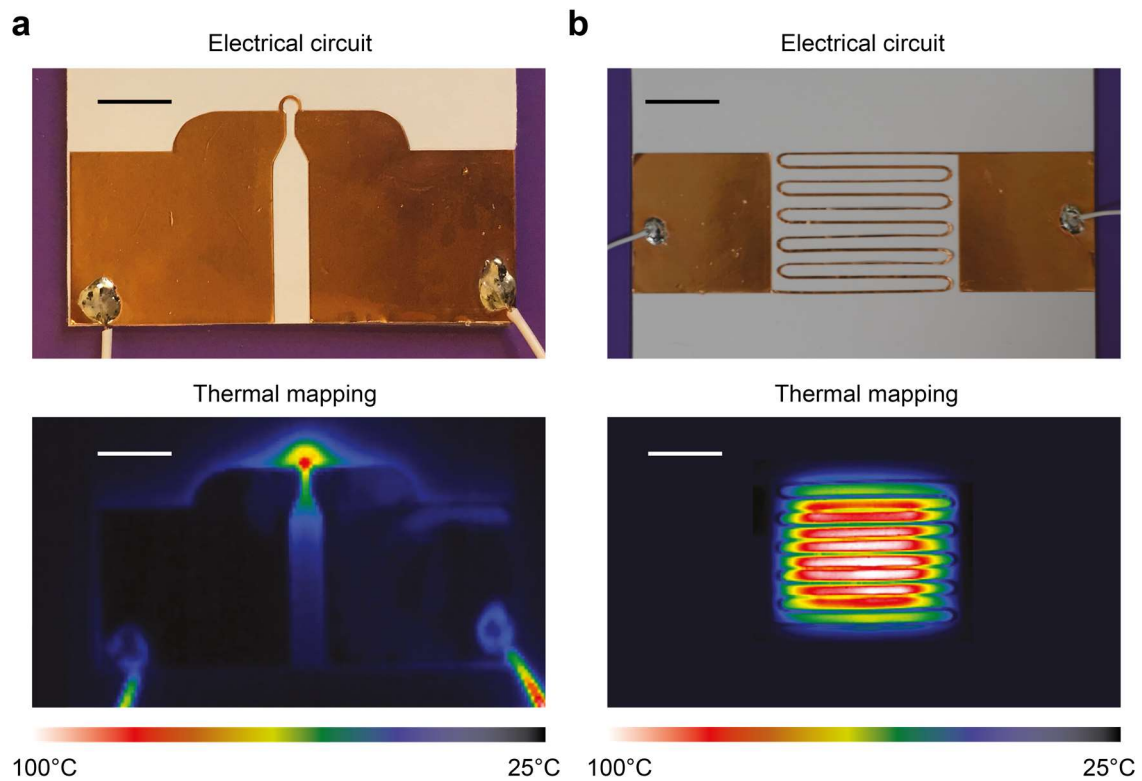 a
Electrical circuit
Thermal mapping
100°C 25°C
b
Electrical circuit
Thermal mapping
100°C 25°C